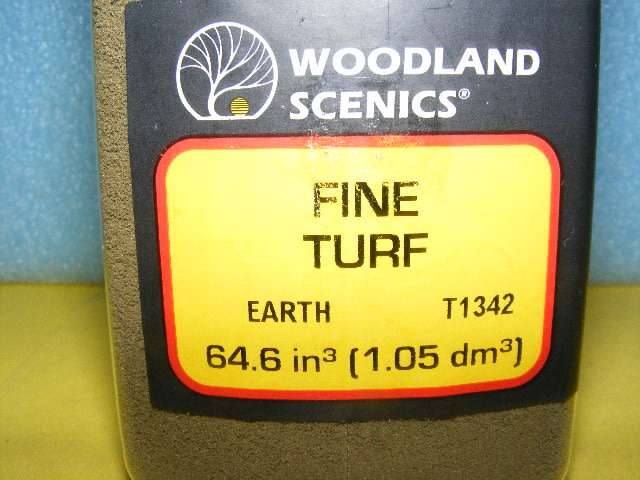 WOODLAND
SCENICS®
FINE
TURF
EARTH T1342
64.6 in³ (1.05 dm³)